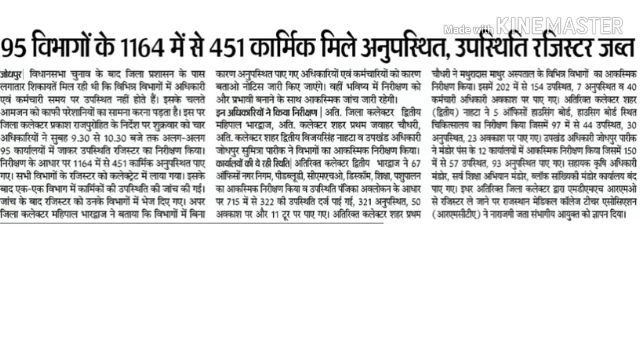 Made with KINEMASTER
95 विभागों के 1164 में से 451 कार्मिक मिले अनुपस्थित, उपस्थिति रजिस्टर जब्त
जोधपुर| विधानसभा चुनाव के बाद जिला प्रशासन के पास
लगातार शिकायतें मिल रही थी कि विभिन्न विभागों में अधिकारी
एवं कर्मचारी समय पर उपस्थित नहीं होते हैं। इसके चलते
आमजन को काफी परेशानियों का सामना करना पड़ता है। इस पर
जिला कलेक्टर प्रकाश राजपुरोहित के निर्देश पर शुक्रवार को चार
अधिकारियों ने सुबह 9.30 से 10.30 बजे तक अलग-अलग
95 कार्यालयों में जाकर उपस्थिति रजिस्टर का निरीक्षण किया।
निरीक्षण के आधार पर 1164 में से 451 कार्मिक अनुपस्थित पाए
गए। सभी विभागों के रजिस्टर को कलेक्ट्रेट में लाया गया। इसके
बाद एक-एक विभाग में कार्मिकों की उपस्थिति की जांच की गई।
जांच के बाद रजिस्टर को उनके विभागों में भेज दिए गए। अपर
जिला कलेक्टर महिपाल भारद्वाज ने बताया कि विभागों में बिना
कारण अनुपस्थित पाए गए अधिकारियों एवं कर्मचारियों को कारण
बताओ नोटिस जारी किए जाएंगे। वहीं भविष्य में निरीक्षण को
और प्रभावी बनाने के साथ आकस्मिक जांच जारी रहेगी।
इन अधिकारियों ने किया निरीक्षण | अति. जिला कलेक्टर द्वितीय
महिपाल भारद्वाज, अति. कलेक्टर शहर प्रथम जवाहर चौधरी,
अति. कलेक्टर शहर द्वितीय विजयसिंह नाहटा व उपखंड अधिकारी
जोधपुर सुमित्रा पारीक ने विभागों का आकस्मिक निरीक्षण किया।
कार्यालयों की ये रही स्थिति| अतिरिक्त कलेक्टर द्वितीय भारद्वाज ने 67
ऑफिसों नगर निगम, पीडब्ल्यूडी, सीएमएचओ, डिस्कॉम, शिक्षा, पशुपालन
का आकस्मिक निरीक्षण किया व उपस्थिति पंजिका अवलोकन के आधार
पर 715 में से 322 की उपस्थिति दर्ज पाई गई, 321 अनुपस्थित, 50
अवकाश पर और 11 टूर पर पाए गए। अतिरिक्त कलेक्टर शहर प्रथम
चौधरी ने मथुरादास माथुर अस्पताल के विभिन्न विभागों का आकस्मिक
निरीक्षण किया। इसमें 202 में से 154 उपस्थित, 7 अनुपस्थित व 40
कर्मचारी अधिकारी अवकाश पर पाए गए। अतिरिक्त कलेक्टर शहर
(द्वितीय) नाहटा ने 5 ऑफिसों हाउसिंग बोर्ड, हाउसिंग बोर्ड स्थित
चिकित्सालय का निरीक्षण किया जिसमें 97 में से 44 उपस्थित, 30
अनुपस्थित, 23 अवकाश पर पाए गए। उपखंड अधिकारी जोधपुर पारीक
ने मंडोर पंस के 12 कार्यालयों में आकस्मिक निरीक्षण किया जिनमें 150
में से 57 उपस्थित, 93 अनुपस्थित पाए गए। सहायक कृषि अधिकारी
मंडोर, सर्व शिक्षा अभियान मंडोर, ब्लॉक सांख्यिकी मंडोर कार्यालय बंद
पाए गए। इधर अतिरिक्त जिला कलेक्टर द्वारा एमडीएमएच आरएमओ
से रजिस्टर ले जाने पर राजस्थान मेडिकल कॉलेज टीचर एसोसिएशन
(आरएमसीटीए) ने नाराजगी जता संभागीय आयुक्त को ज्ञापन दिया।